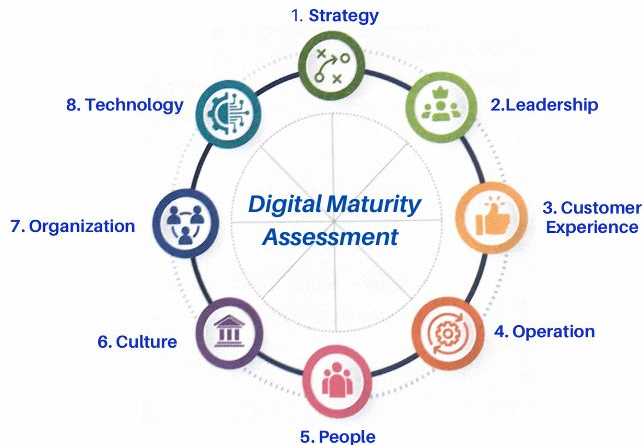 1. Strategy
8. Technology
2.Leadership
7. Organization
Digital Maturity
Assessment
3. Customer
Experience
6. Culture
4. Operation
5. People